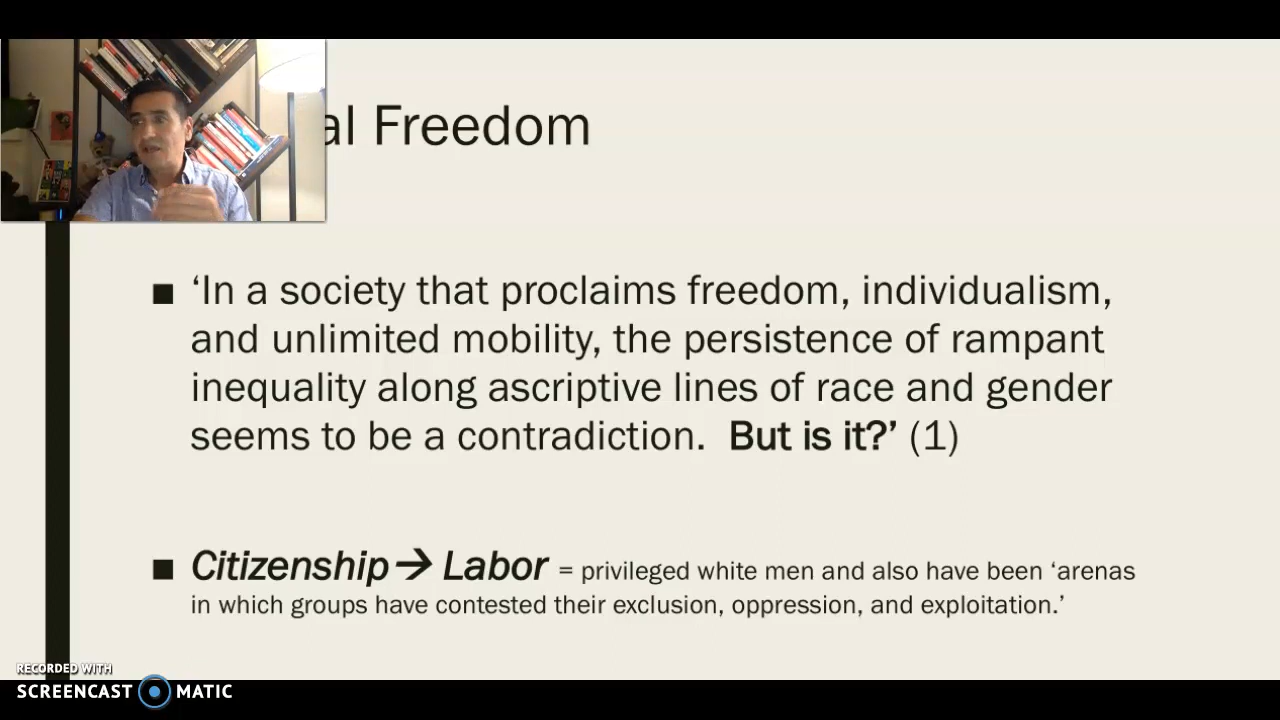 al Freedom
■ ‘In a society that proclaims freedom, individualism,
and unlimited mobility, the persistence of rampant
inequality along ascriptive lines of race and gender
seems to be a contradiction. But is it?’ (1)
■ Citizenship→ Labor = privileged white men and also have been ‘arenas
in which groups have contested their exclusion, oppression, and exploitation.’
RECORDED WITH
SCREENCAST MATIC